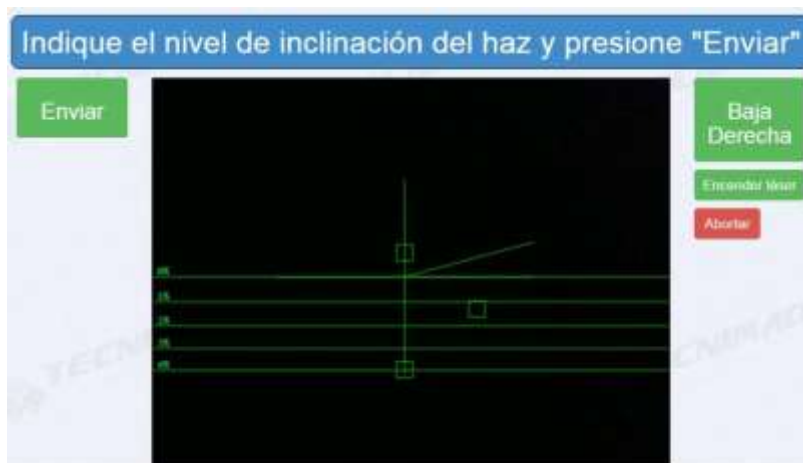 Indique el nivel de inclinación del haz y presione "Enviar"
Enviar
Baja
Derecha
Encender láser
Abortar